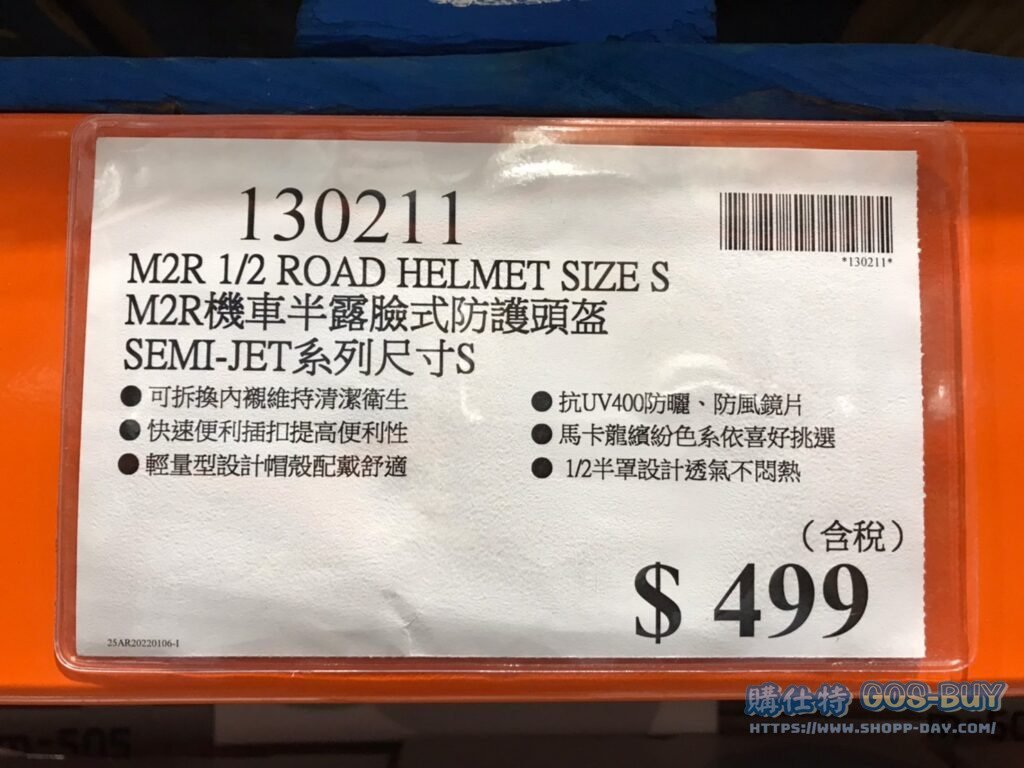 130211
*130211*
M2R 1/2 ROAD HELMET SIZE S
M2R機車半露臉式防護頭盔
SEMI-JET系列尺寸S
●可拆換內襯維持清潔衛生
●快速便利插扣提高便利性
●輕量型設計帽殼配戴舒適
●抗UV400防曬、防風鏡片
●馬卡龍繽紛色系依喜好挑選
● 1/2半罩設計透氣不悶熱
（含稅）
$ 499
25AR20220106-1
購仕特 GOS-BUY
HTTPS://WWW.SHOPP-DAY.COM/